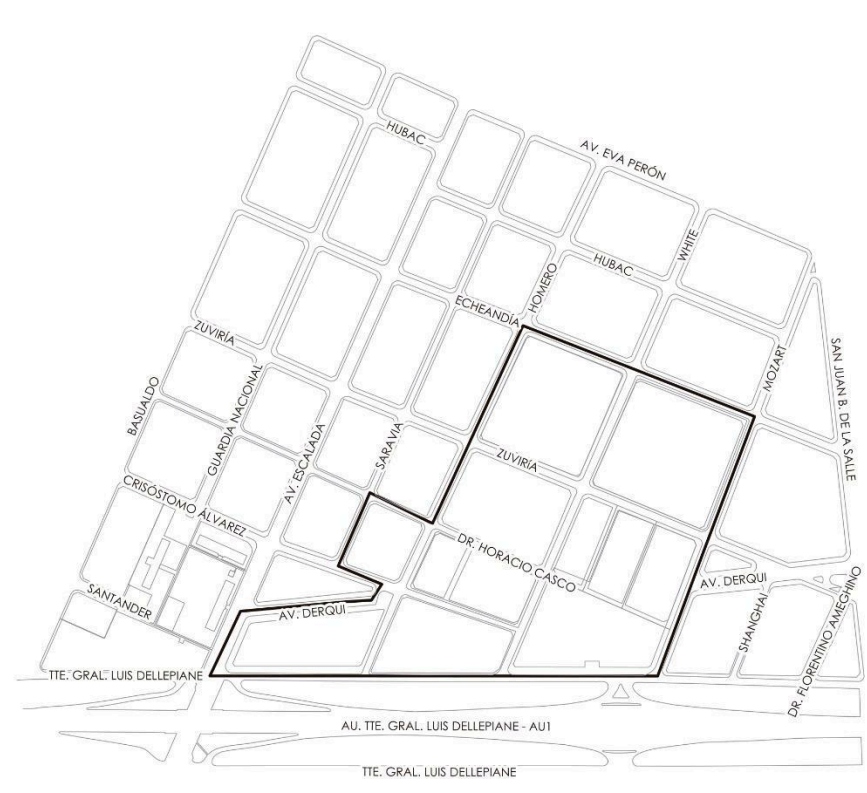 HUBAC
AV. EVA PERÓN
WHITE
HUBAC
HOMERO
ECHEANDÍA
ZUVIRÍA
MOZART
SAN JUAN B. DE LA SALLE
BASUALDO
GUARDIA NACIONAL
AV. ESCALADA
SARAVIA
ZUVIRÍA
CRISÓSTOMO ÁLVAREZ
DR. HORACIO CASCO
AV. DERQUI
SANTANDER
AV. DERQUI
SHANGHAI
DR. FLORENTINO AMEGHINO
TTE. GRAL. LUIS DELLEPIANE
AU. TTE. GRAL. LUIS DELLEPIANE - AU1
TTE. GRAL. LUIS DELLEPIANE